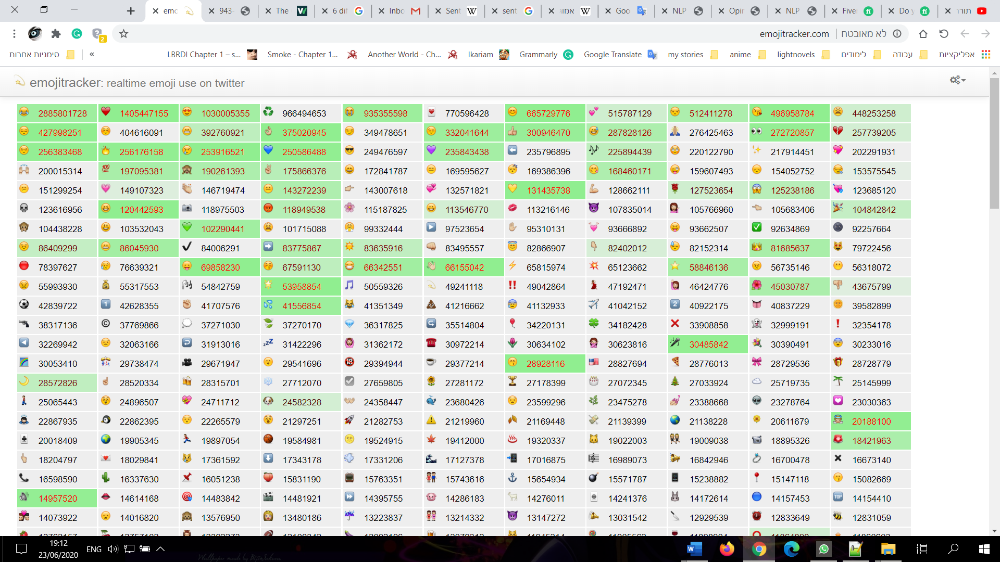 emo
943-
The
6 dif
Inbo
Sent
sent
אמוג
Goo
NLP
Opin
NLP
Fiver
Do y
תורו
emojitracker.com
לא מאובטח
סימניות אחרות
«
LBRDI Chapter 1 – s...
Smoke - Chapter 1...
Another World - Ch...
Ikariam
Grammarly
Google Translate
my stories
anime
lightnovels
לימודים
עבודה
אפליקציות
emojitracker: realtime emoji use on twitter
2885801728 1405447155 1030005355 966494653 935355598 770596428 665729776 515787129 512411278 496958784 448253258
427998251 404616091 392760921 375020945 349478651 332041644 300946470 287828126 276425463 272720857 257739205
256383468 256176158 253916521 250586488 249476597 235843438 235796895 225894439 220122790 217914451 202291931
200015314 197095381 190261393 175866376 172841787 169595627 169386396 168460171 159607493 154052752 153575545
151299254 149107323 146719474 143272239 143007618 132571821 131435738 128662111 127523654 125238186 123685120
123616956 120442593 118975503 118949538 115187825 113546770 113216146 107835014 105766960 105683406 104842842
104438228 103532043 102290441 101715088 99332444 97523654 95310131 93666892 93662507 92634869 92257664
86409299 86045930 84006291 83775867 83635916 83495557 82866907 82402012 82152314 81685637 79722456
78397627 76639321 69858230 67591130 66342551 66155042 65815974 65123662 58846136 56735146 56318072
55993930 55317553 54842759 53958854 50559326 49241118 49042864 47192471 46424776 45030787 43675799
42839722 42628355 41707576 41556854 41351349 41216662 41132933 41042152 40922175 40837229 39582899
38317136 37769866 37271030 37270170 36317825 35514804 34220131 34182428 33908858 32999191 32354178
32269942 32063166 31913016 31422296 31362172 30972214 30634102 30623816 30485842 30390491 30233016
30053410 29738474 29671947 29541696 29394944 29377214 28928116 28827694 28776013 28729536 28728779
28572826 28520334 28315701 27712070 27659805 27281172 27178399 27072345 27033924 25719735 25145999
25065443 24896507 24711712 24582328 24358447 23680426 23599296 23475278 23388668 23278764 23030363
22867935 22862395 22265579 21297251 21282753 21219960 21169448 21139399 21138228 20611679 20188100
20018409 19905345 19897054 19584981 19524915 19412000 19320337 19022003 19009038 18895326 18421963
18204797 18029841 17361592 17343178 17331206 17127378 17016875 16989073 16842946 16700478 16673140
16598590 16337630 16051238 15831190 15763351 15743616 15654934 15571787 15238882 15147118 15082669
14957520 14614168 14483842 14481921 14395755 14286183 14276011 14241376 14172614 14157453 14154410
14073922 14016820 13576950 13480186 13223837 13214332 13147272 13031542 12929539 12833649 12831059
19:12
23/06/2020
ENG
Wallpaper made by BijinSakura.